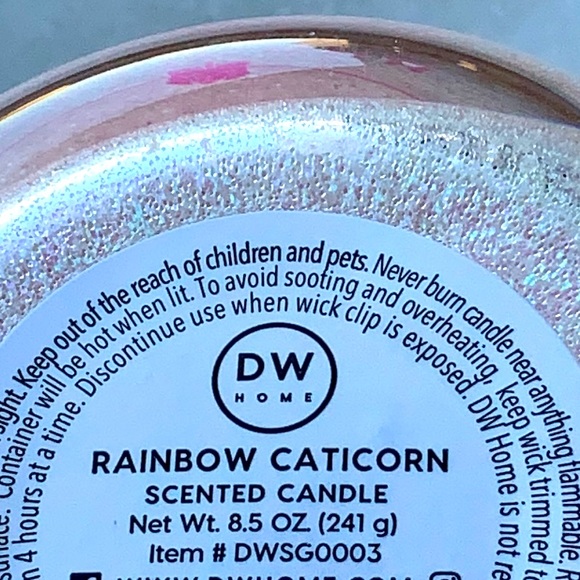 sight. Keep out of the reach of children and pets. Never burn candle near anything flammable.
Container will be hot when lit. To avoid sooting and overheating, keep wick trimmed
4 hours at a time. Discontinue use when wick clip is exposed. DW Home is not
DW
HOME
RAINBOW CATICORN
SCENTED CANDLE
Net Wt. 8.5 OZ (241 g)
Item # DWSG0003
WWW.DWHOME.COM